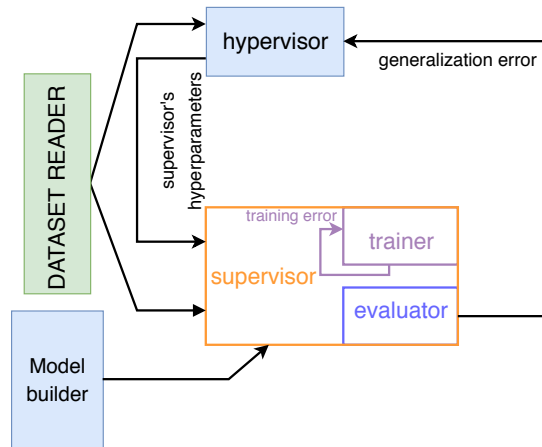 hypervisor
generalization error
DATASET READER
supervisor's
hyperparameters
training error
trainer
supervisor
evaluator
Model
builder